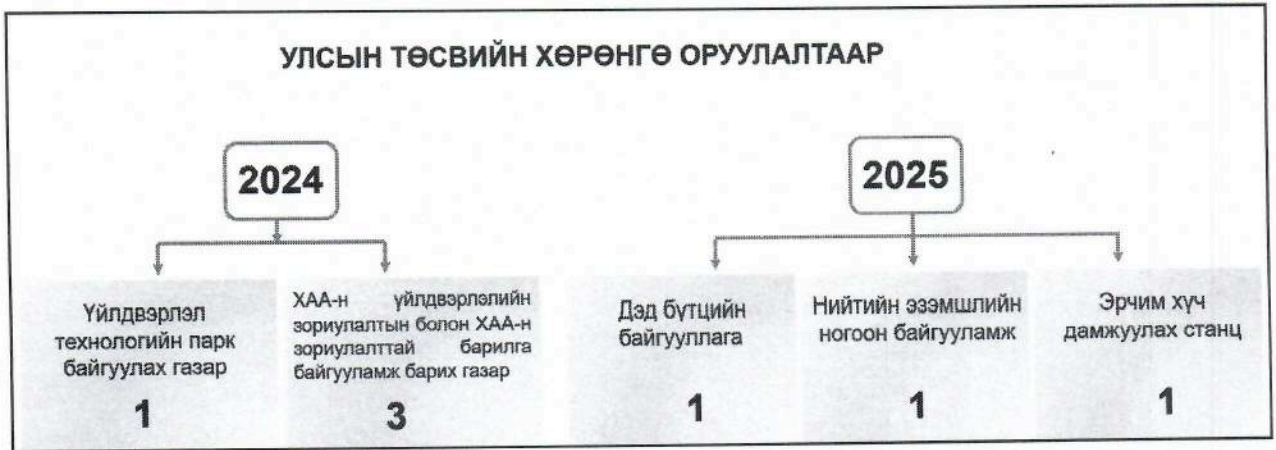 УЛСЫН ТӨСВИЙН ХӨРӨНГӨ ОРУУЛАЛТААР
2024
2025
Үйлдвэрлэл
технологийн парк
байгуулах газар
1
ХАА-н үйлдвэрлэлийн
зориулалтын болон ХАА-н
зориулалттай барилга
байгууламж барих газар
3
Дэд бүтцийн
байгууллага
1
Нийтийн эзэмшлийн
ногоон байгууламж
1
Эрчим хүч
дамжуулах станц
1